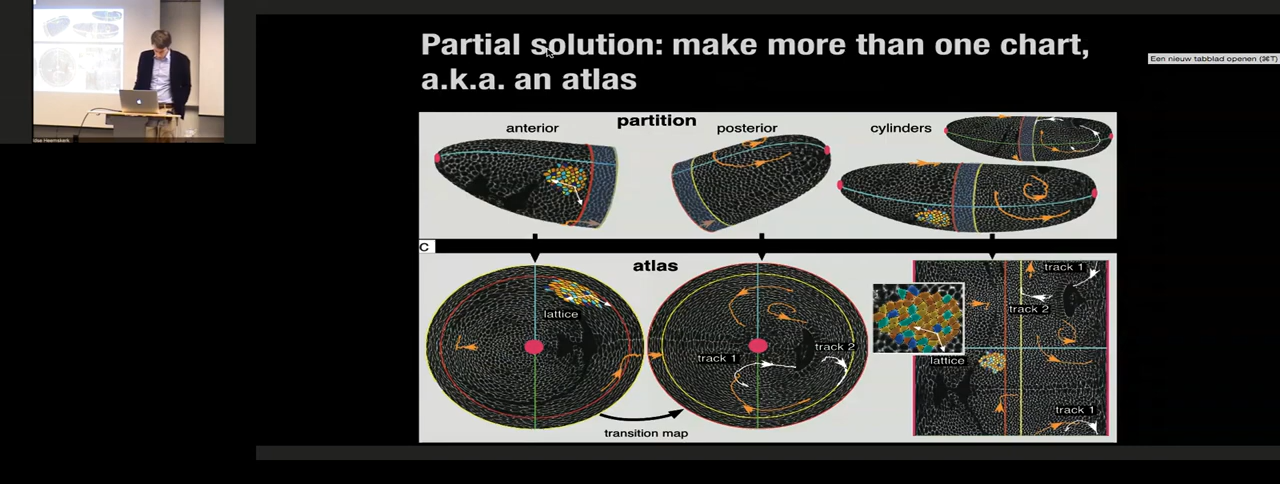 Partial solution: make more than one chart,
a.k.a. an atlas
Een nieuw tabblad openen (⌘T)
partition
anterior
posterior
cylinders
C
atlas
lattice
track 1
track 2
transition map
track 1
track 2
lattice
track 1